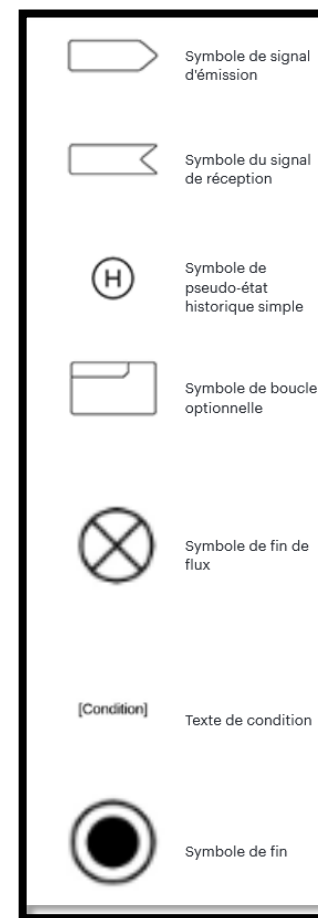 Symbole de signal
d'émission
Symbole du signal
de réception
H
Symbole de
pseudo-état
historique simple
Symbole de boucle
optionnelle
Symbole de fin de
flux
[Condition]
Texte de condition
Symbole de fin